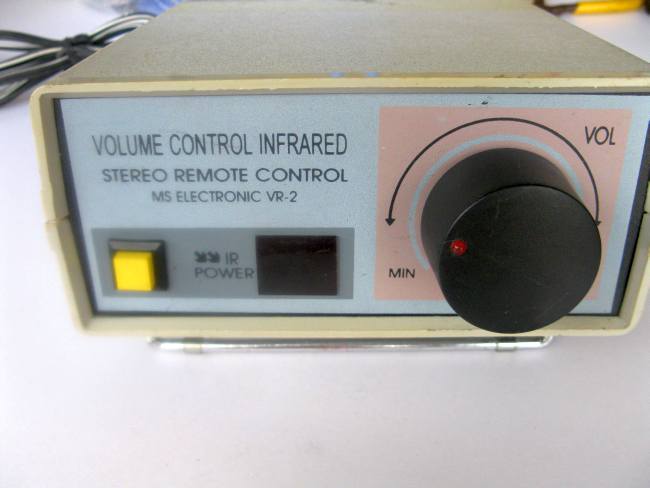 VOLUME CONTROL INFRARED
STEREO REMOTE CONTROL
MS ELECTRONIC VR-2
IR
POWER
VOL
MIN